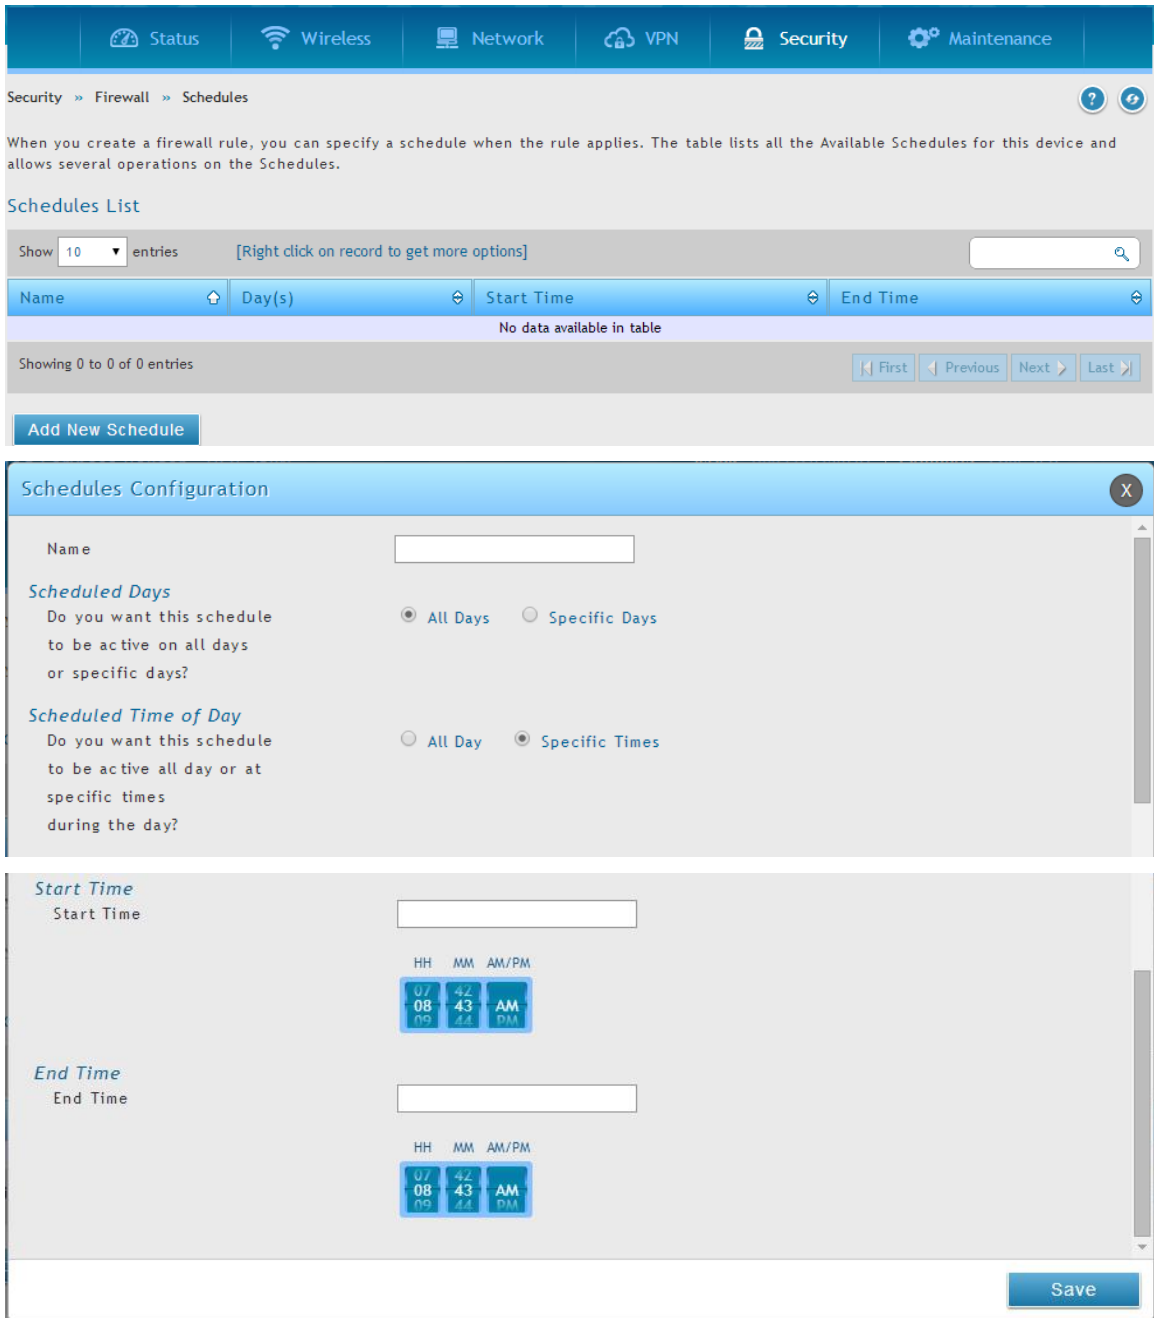 Status Wireless Network VPN Security Maintenance
Security » Firewall » Schedules
When you create a firewall rule, you can specify a schedule when the rule applies. The table lists all the Available Schedules for this device and
allows several operations on the Schedules.
Schedules List
Show 10 entries [Right click on record to get more options]
Name Day(s) Start Time End Time
No data available in table
Showing 0 to 0 of 0 entries First Previous Next Last
Add New Schedule
Schedules Configuration X
Name
Scheduled Days
Do you want this schedule All Days Specific Days
to be active on all days
or specific days?
Scheduled Time of Day
Do you want this schedule All Day Specific Times
to be active all day or at
specific times
during the day?
Start Time
Start Time
HH MM AM/PM
07 42
08 43 AM
09 44 PM
End Time
End Time
HH MM AM/PM
07 42
08 43 AM
09 44 PM
Save